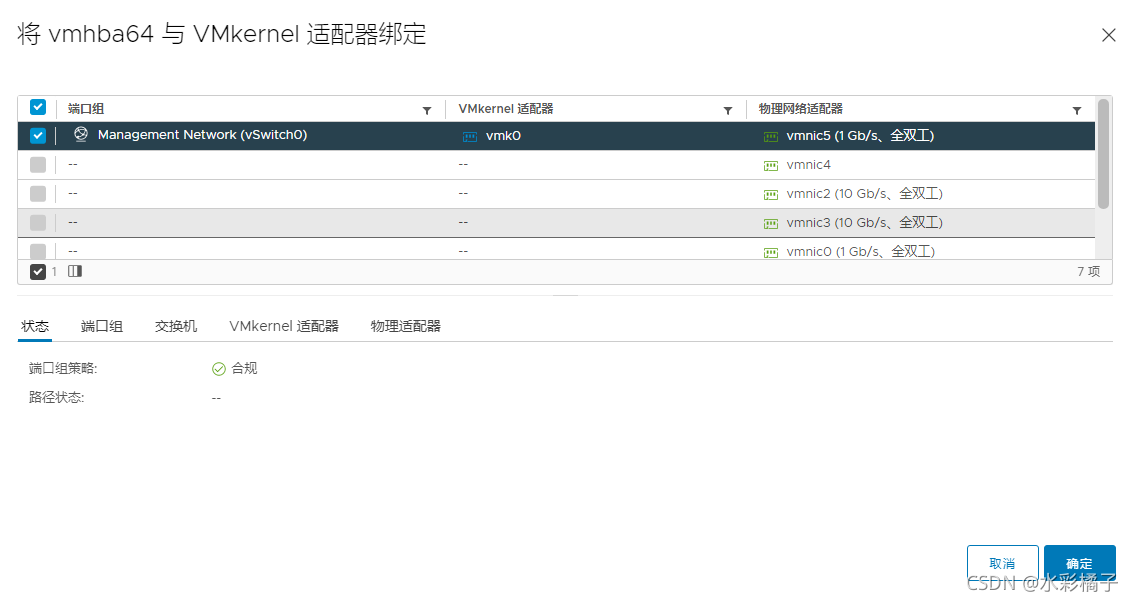 将 vmhba64 与 VMkernel 适配器绑定
端口组 VMkernel 适配器 物理网络适配器
Management Network (vSwitch0) vmk0 vmnic5 (1 Gb/s、全双工)
-- -- vmnic4
-- -- vmnic2 (10 Gb/s、全双工)
-- -- vmnic3 (10 Gb/s、全双工)
-- -- vmnic0 (1 Gb/s、全双工)
1 7 项
状态 端口组 交换机 VMkernel 适配器 物理适配器
端口组策略: 合规
路径状态: --
取消 确定
CSDN @水彩橘子